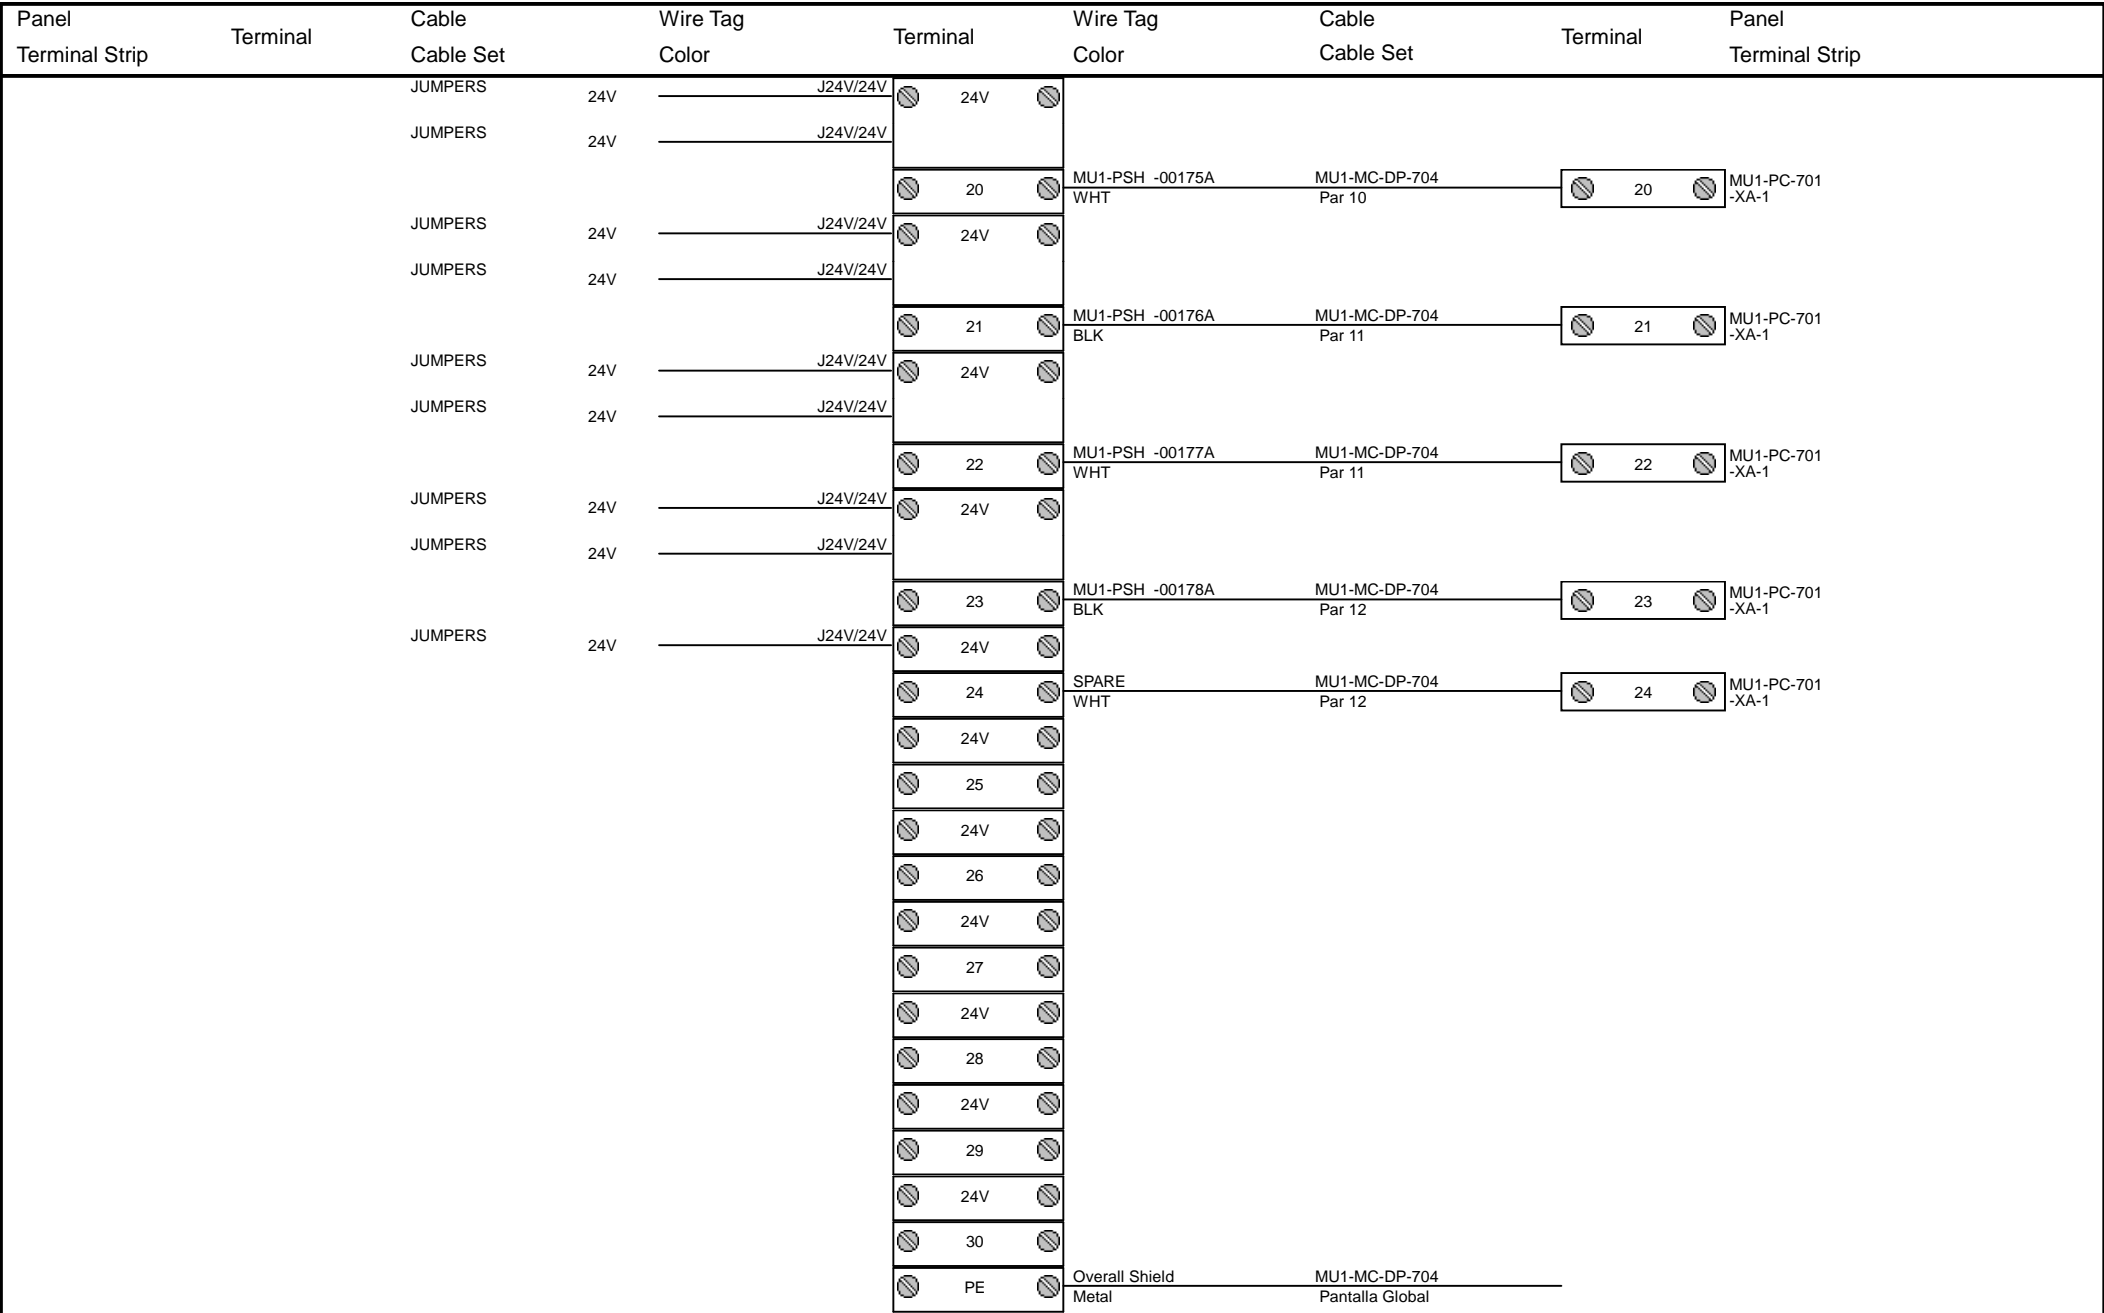 Panel Cable Wire Tag Wire Tag Cable Panel
Terminal Terminal Terminal
Terminal Strip Cable Set Color Color Cable Set Terminal Strip
JUMPERS 24V J24V/24V 24V
JUMPERS 24V J24V/24V
20 MU1-PSH -00175A MU1-MC-DP-704 20 MU1-PC-701
WHT Par 10 -XA-1
JUMPERS 24V J24V/24V 24V
JUMPERS 24V J24V/24V
21 MU1-PSH -00176A MU1-MC-DP-704 21 MU1-PC-701
BLK Par 11 -XA-1
JUMPERS 24V J24V/24V 24V
JUMPERS 24V J24V/24V
22 MU1-PSH -00177A MU1-MC-DP-704 22 MU1-PC-701
WHT Par 11 -XA-1
JUMPERS 24V J24V/24V 24V
JUMPERS 24V J24V/24V
23 MU1-PSH -00178A MU1-MC-DP-704 23 MU1-PC-701
BLK Par 12 -XA-1
JUMPERS 24V J24V/24V 24V
24 SPARE MU1-MC-DP-704 24 MU1-PC-701
WHT Par 12 -XA-1
24V
25
24V
26
24V
27
24V
28
24V
29
24V
30
PE Overall Shield MU1-MC-DP-704
Metal Pantalla Global